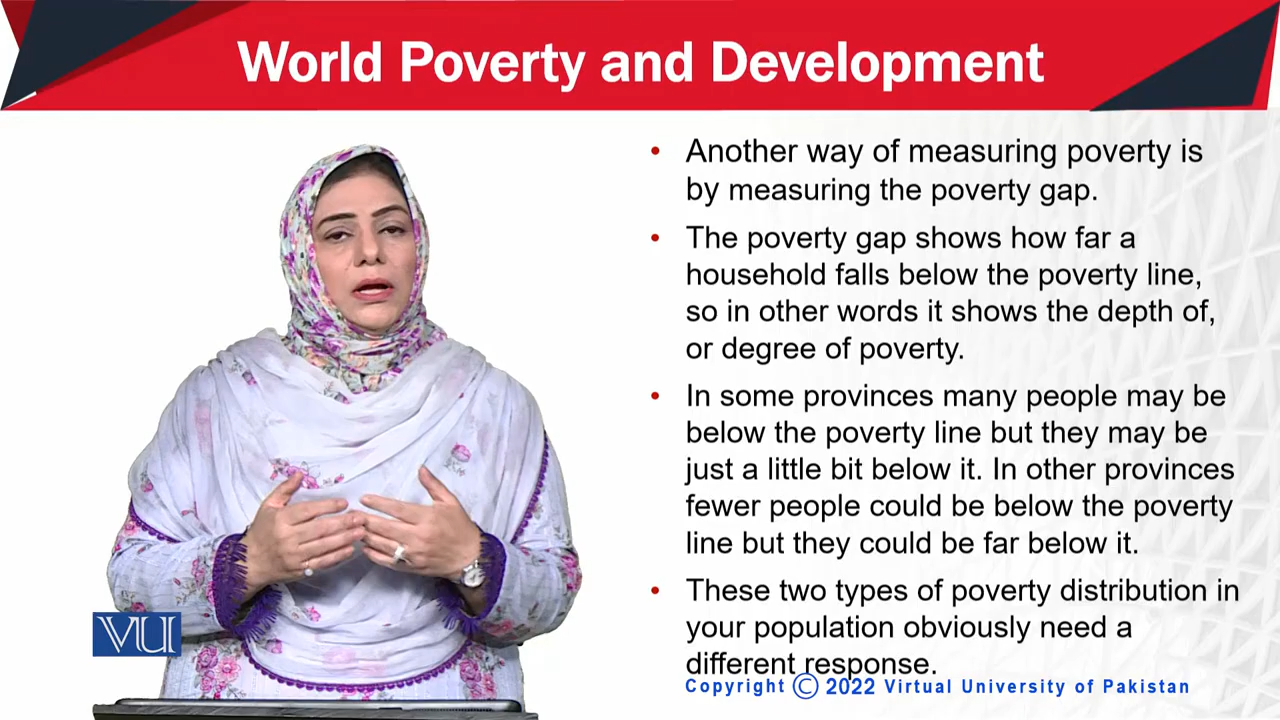 World Poverty and Development
• Another way of measuring poverty is
by measuring the poverty gap.
• The poverty gap shows how far a
household falls below the poverty line,
so in other words it shows the depth of,
or degree of poverty.
• In some provinces many people may be
below the poverty line but they may be
just a little bit below it. In other provinces
fewer people could be below the poverty
line but they could be far below it.
• These two types of poverty distribution in
your population obviously need a
different response.
VU
Copyright © 2022 Virtual University of Pakistan